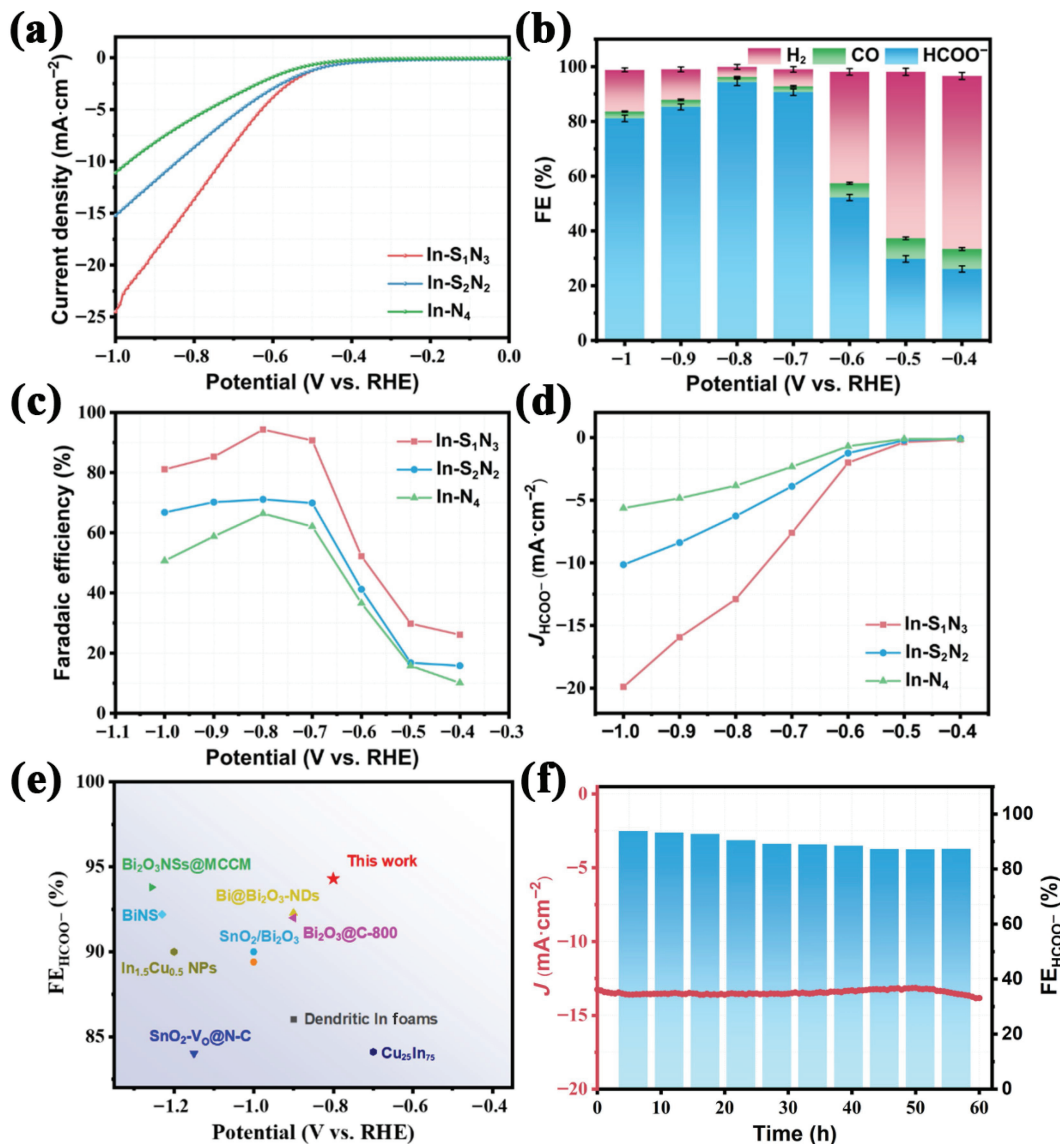 (a)
Current density (mA·cm⁻²)
0
−5
−10
−15
−20
−25
In-S₁N₃
In-S₂N₂
In-N₄
−1.0
−0.8
−0.6
−0.4
−0.2
0.0
Potential (V vs. RHE)
(b)
FE (%)
100
80
60
40
20
0
H₂
CO
HCOO⁻
−1
−0.9
−0.8
−0.7
−0.6
−0.5
−0.4
Potential (V vs. RHE)
(c)
Faradaic efficiency (%)
100
80
60
40
20
0
In-S₁N₃
In-S₂N₂
In-N₄
−1.1
−1.0
−0.9
−0.8
−0.7
−0.6
−0.5
−0.4
−0.3
Potential (V vs. RHE)
(d)
J_HCOO⁻ (mA·cm⁻²)
0
−5
−10
−15
−20
In-S₁N₃
In-S₂N₂
In-N₄
−1.0
−0.9
−0.8
−0.7
−0.6
−0.5
−0.4
Potential (V vs. RHE)
(e)
FE_HCOO⁻ (%)
100
95
90
85
This work
Bi₂O₃NSs@MCCM
Bi@Bi₂O₃-NDs
BiNS
Bi₂O₃@C-800
SnO₂/Bi₂O₃
In₁.₅Cu₀.₅ NPs
Dendritic In foams
SnO₂-V_O@N-C
Cu₂₅In₇₅
−1.2
−1.0
−0.8
−0.6
−0.4
Potential (V vs. RHE)
(f)
J (mA·cm⁻²)
0
−5
−10
−15
−20
100
80
60
40
20
0
FE_HCOO⁻ (%)
0
10
20
30
40
50
60
Time (h)